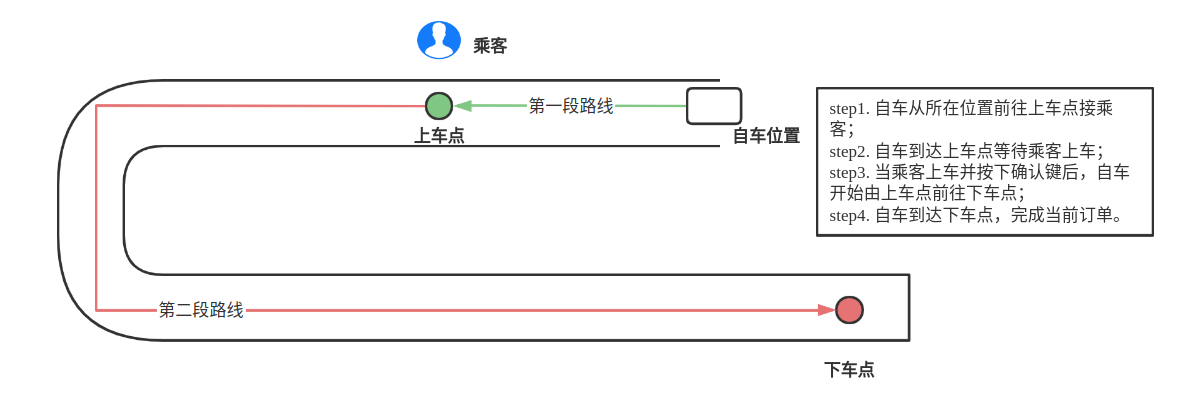 乘客
第一段路线
上车点
自车位置
step1. 自车从所在位置前往上车点接乘
客；
step2. 自车到达上车点等待乘客上车；
step3. 当乘客上车并按下确认键后，自车
开始由上车点前往下车点；
step4. 自车到达下车点，完成当前订单。
第二段路线
下车点